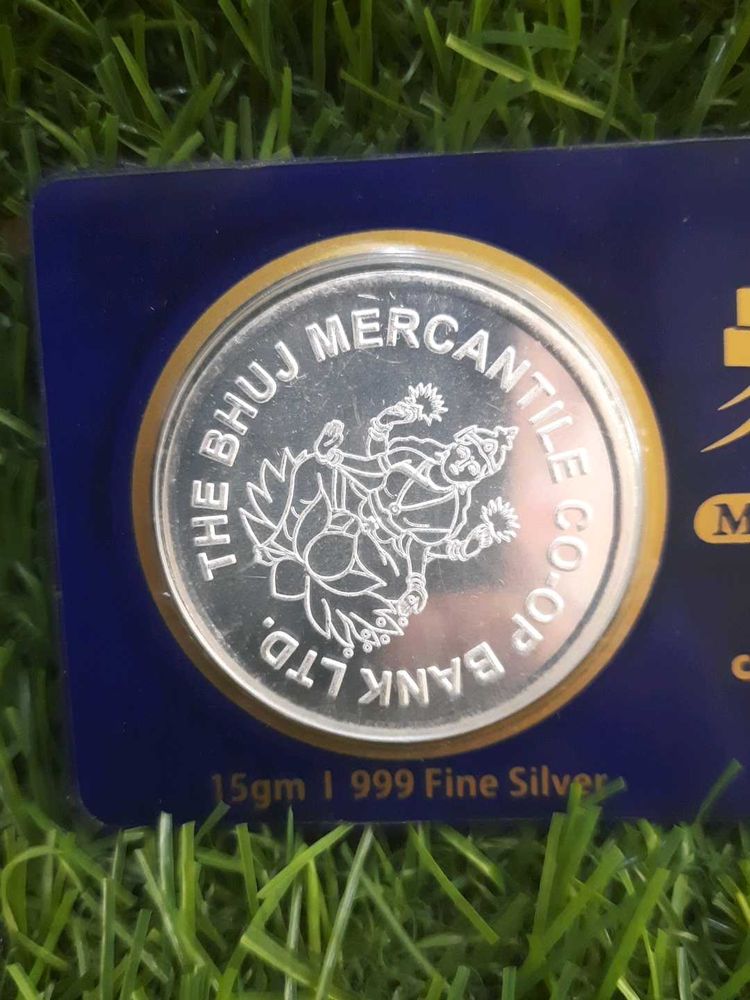 THE BHUJ MERCANTILE CO-OP BANK LTD.
15gm | 999 Fine Silver
M